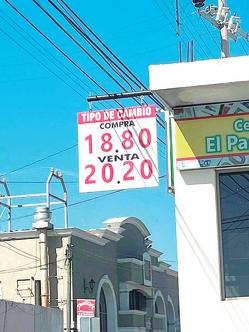 TIPO DE CAMBIO
COMPRA
18.80
VENTA
20.20
El Pa